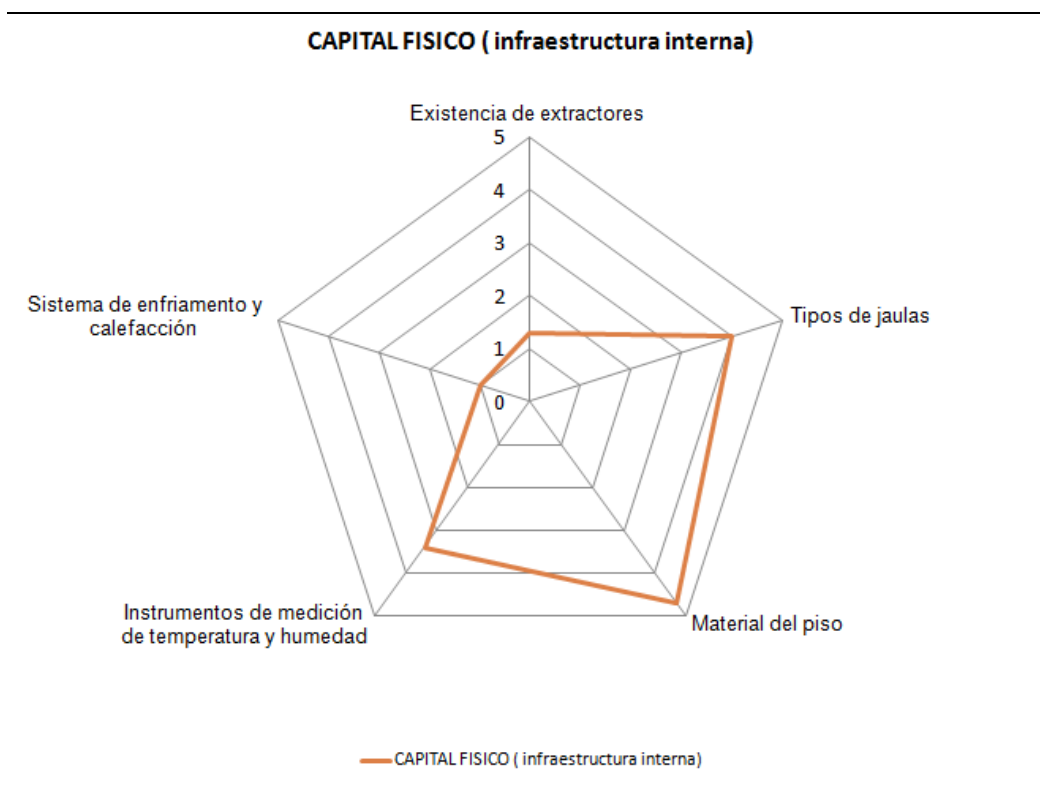 CAPITAL FISICO ( infraestructura interna)
Existencia de extractores
5
4
3
2
1
0
Tipos de jaulas
Sistema de enfriamento y
calefacción
Instrumentos de medición
de temperatura y humedad
Material del piso
CAPITAL FISICO ( infraestructura interna)